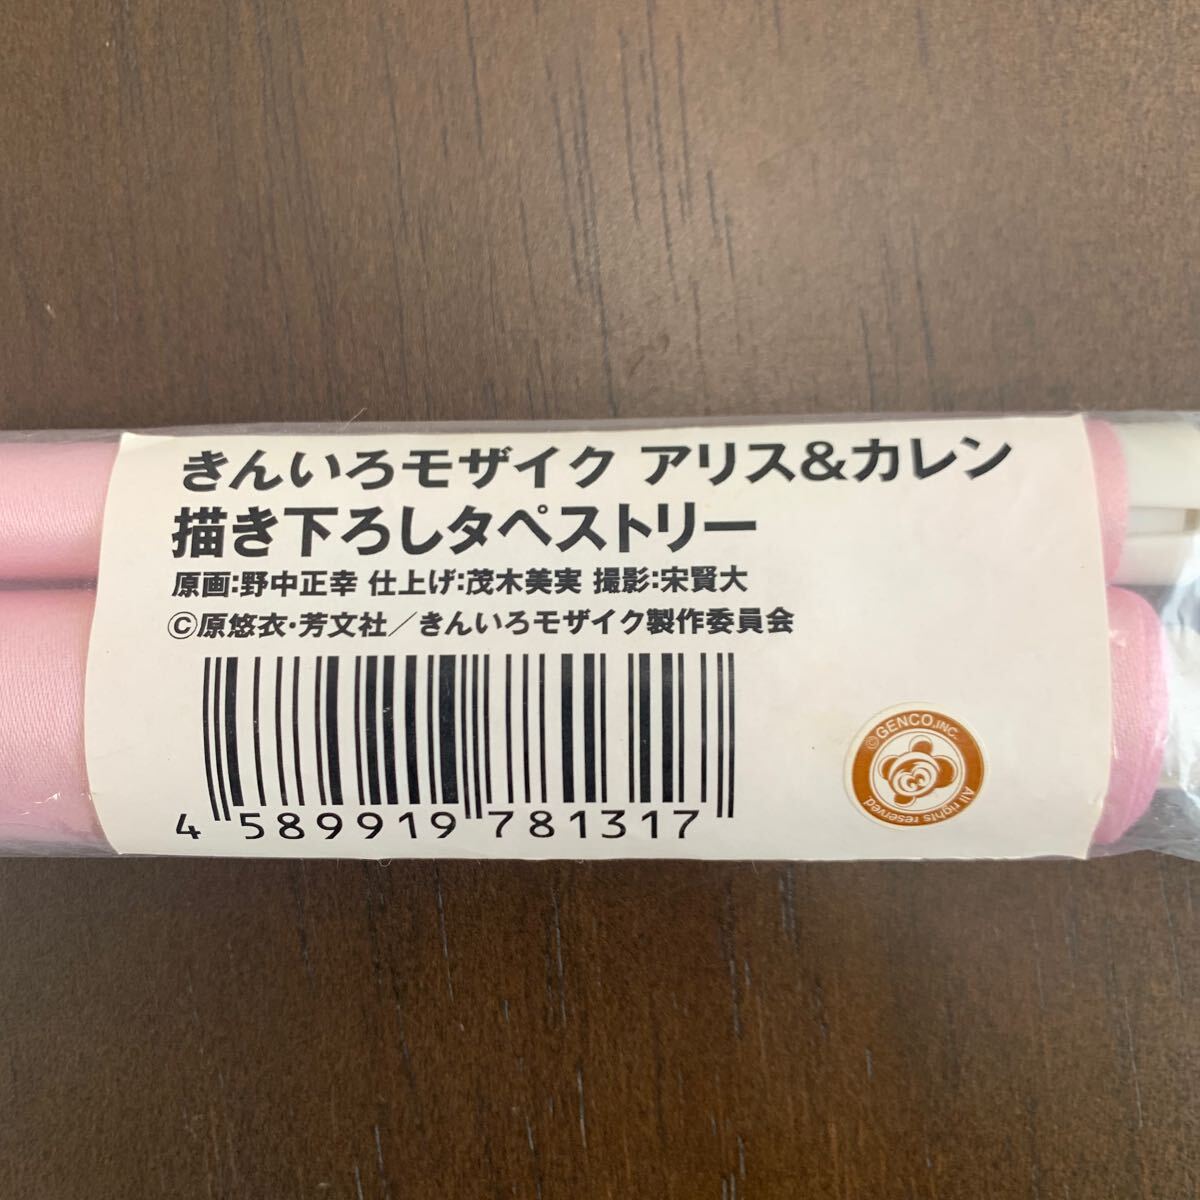 きんいろモザイク アリス&カレン
描き下ろしタペストリー
原画:野中正幸 仕上げ:茂木美実 撮影:宋賢大
©原悠衣・芳文社/きんいろモザイク製作委員会
4 589919 781317
©GENCO,INC.
All rights reserved.